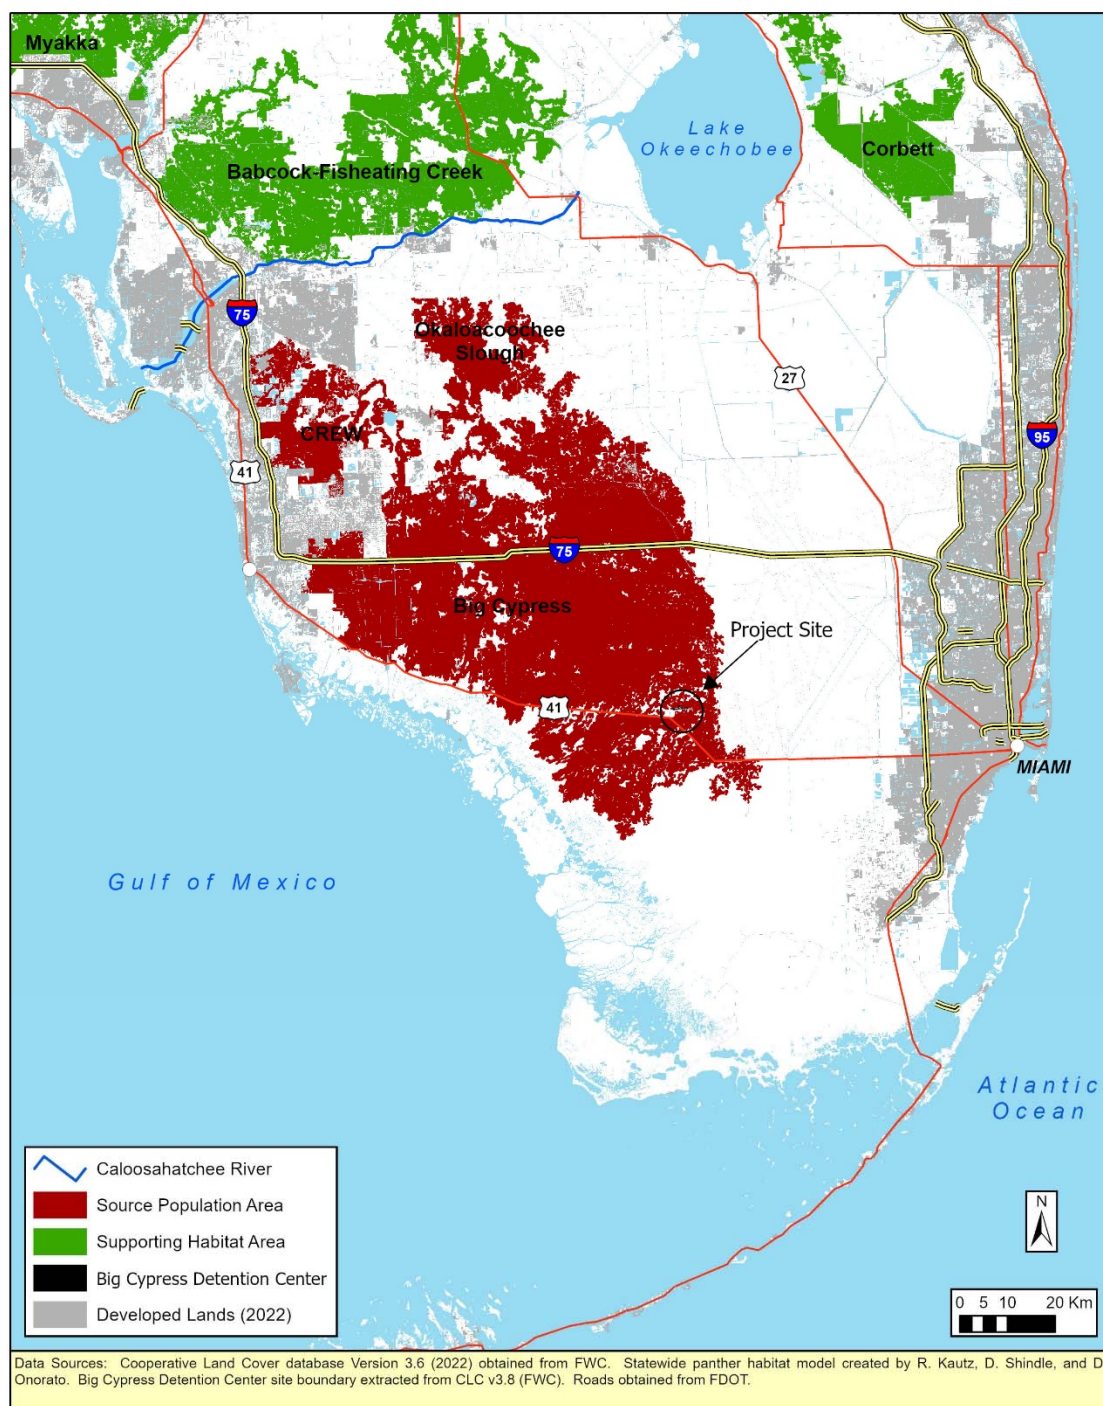 Myakka
Lake
Okeechobee
Corbett
Babcock-Fisheating Creek
75
Okaloacoochee
Slough
27
CREW
95
41
75
Big Cypress
Project Site
41
MIAMI
Gulf of Mexico
Atlantic
Ocean
Caloosahatchee River
Source Population Area
Supporting Habitat Area
Big Cypress Detention Center
Developed Lands (2022)
N
0 5 10 20 Km
Data Sources: Cooperative Land Cover database Version 3.6 (2022) obtained from FWC. Statewide panther habitat model created by R. Kautz, D. Shindle, and D
Onorato. Big Cypress Detention Center site boundary extracted from CLC v3.8 (FWC). Roads obtained from FDOT.